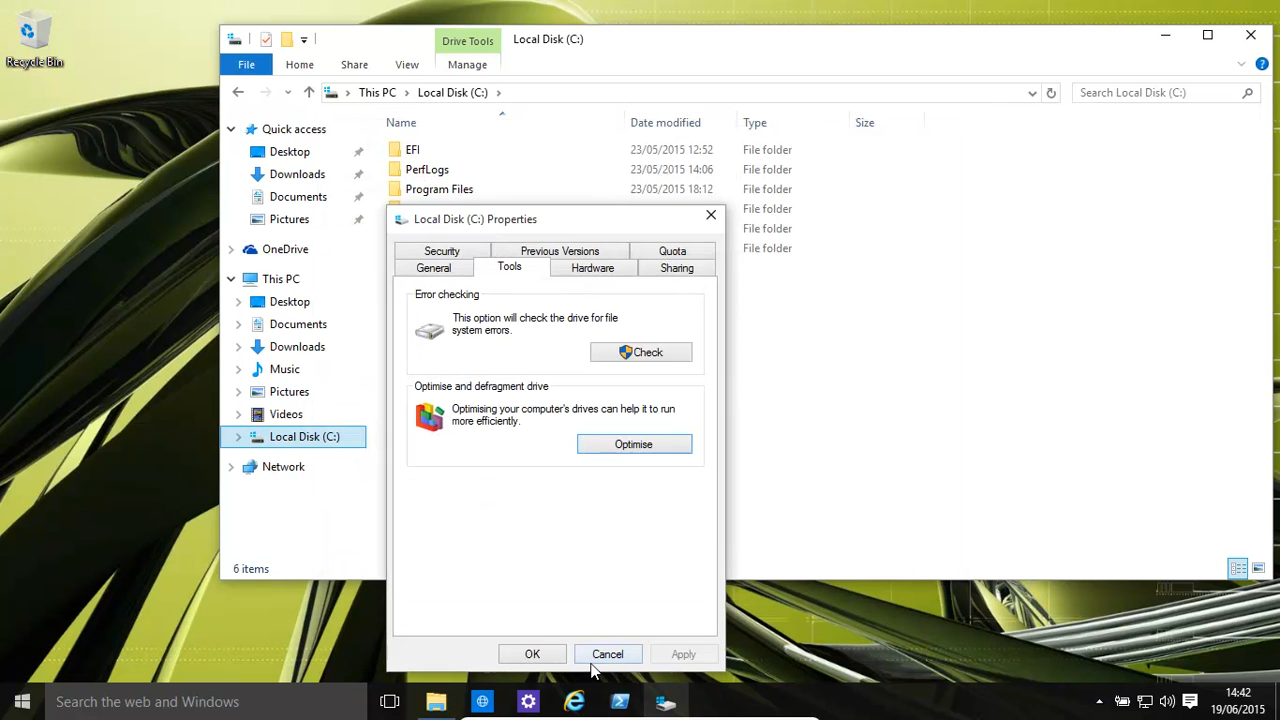 Recycle Bin
Drive Tools
Local Disk (C:)
File
Home
Share
View
Manage
This PC
Local Disk (C:)
Search Local Disk (C:)
Name
Date modified
Type
Size
Quick access
Desktop
Downloads
Documents
Pictures
OneDrive
This PC
Desktop
Documents
Downloads
Music
Pictures
Videos
Local Disk (C:)
Network
EFI
23/05/2015 12:52
File folder
PerfLogs
23/05/2015 14:06
File folder
Program Files
23/05/2015 18:12
File folder
File folder
File folder
File folder
Local Disk (C:) Properties
Security
Previous Versions
Quota
General
Tools
Hardware
Sharing
Error checking
This option will check the drive for file
system errors.
Check
Optimise and defragment drive
Optimising your computer's drives can help it to run
more efficiently.
Optimise
OK
Cancel
Apply
6 items
Search the web and Windows
14:42
19/06/2015